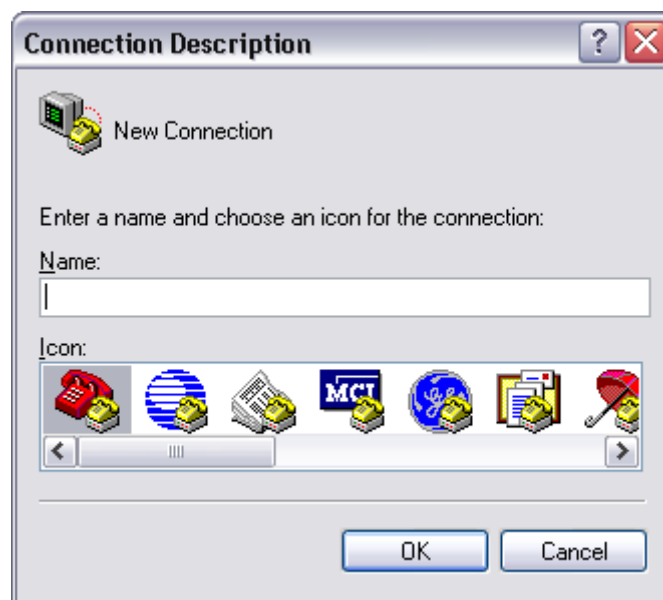 Connection Description
New Connection
Enter a name and choose an icon for the connection:
Name:
Icon:
MCI
OK Cancel